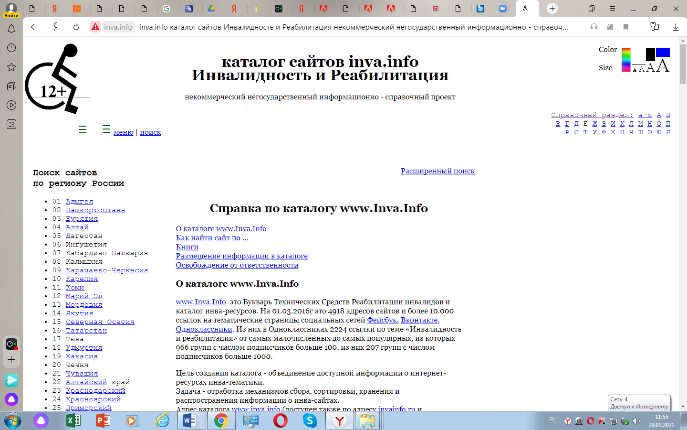 Войти
inva.info
inva.info каталог сайтов Инвалидность и Реабилитация некоммерческий негосударственный информационно - справоч...
12+
каталог сайтов inva.info
Инвалидность и Реабилитация
некоммерческий негосударственный информационно - справочный проект
Color
Size
A A A A
Справочный раздел: a-z А Б
В Г Д Е Ж З И К Л М Н О П
Р С Т У Ф Х Ц Ч Ш Э Ю Я
☰ ☰ меню | поиск
Расширенный поиск
Поиск сайтов
по региону России
01 Адыгея
02 Башкортостан
03 Бурятия
04 Алтай
05 Дагестан
06 Ингушетия
07 Кабардино Балкария
08 Калмыкия
09 Карачаево-Черкесия
10 Карелия
11 Коми
12 Марий Эл
13 Мордовия
14 Якутия
15 Северная Осетия
16 Татарстан
17 Тыва
18 Удмуртия
19 Хакасия
20 Чечня
21 Чувашия
22 Алтайский край
23 Краснодарский
24 Красноярский
25 Приморский
Справка по каталогу www.Inva.Info
О каталоге www.Inva.Info
Как найти сайт по ...
Книги
Размещение информации в каталоге
Освобождение от ответственности
О каталоге www.Inva.Info
www.Inva.Info это Букварь Технических Средств Реабилитации инвалидов и
каталог инва-ресурсов. На 01.03.2016г это 4918 адресов сайтов и более 10.000
ссылок на тематические страницы социальных сетей Фейсбук, Вконтакте,
Одноклассники. Из них в Одноклассниках 2224 ссылки по теме «Инвалидность
и реабилитация» от самых малочисленных до самых популярных, из которых
966 групп с числом подписчиков больше 100, из них 207 групп с числом
подписчиков больше 1000.
Цель создания каталога - объединение доступной информации о интернет-
ресурсах инва-тематики.
Задача - отработка механизмов сбора, сортировки, хранения и
распространения информации о инва-сайтах.
Адрес каталога www.inva.info (доступен также по адресу invainfo.ru и
Сеть 4
Доступ к Интернету
RU
11:55
29.01.2021